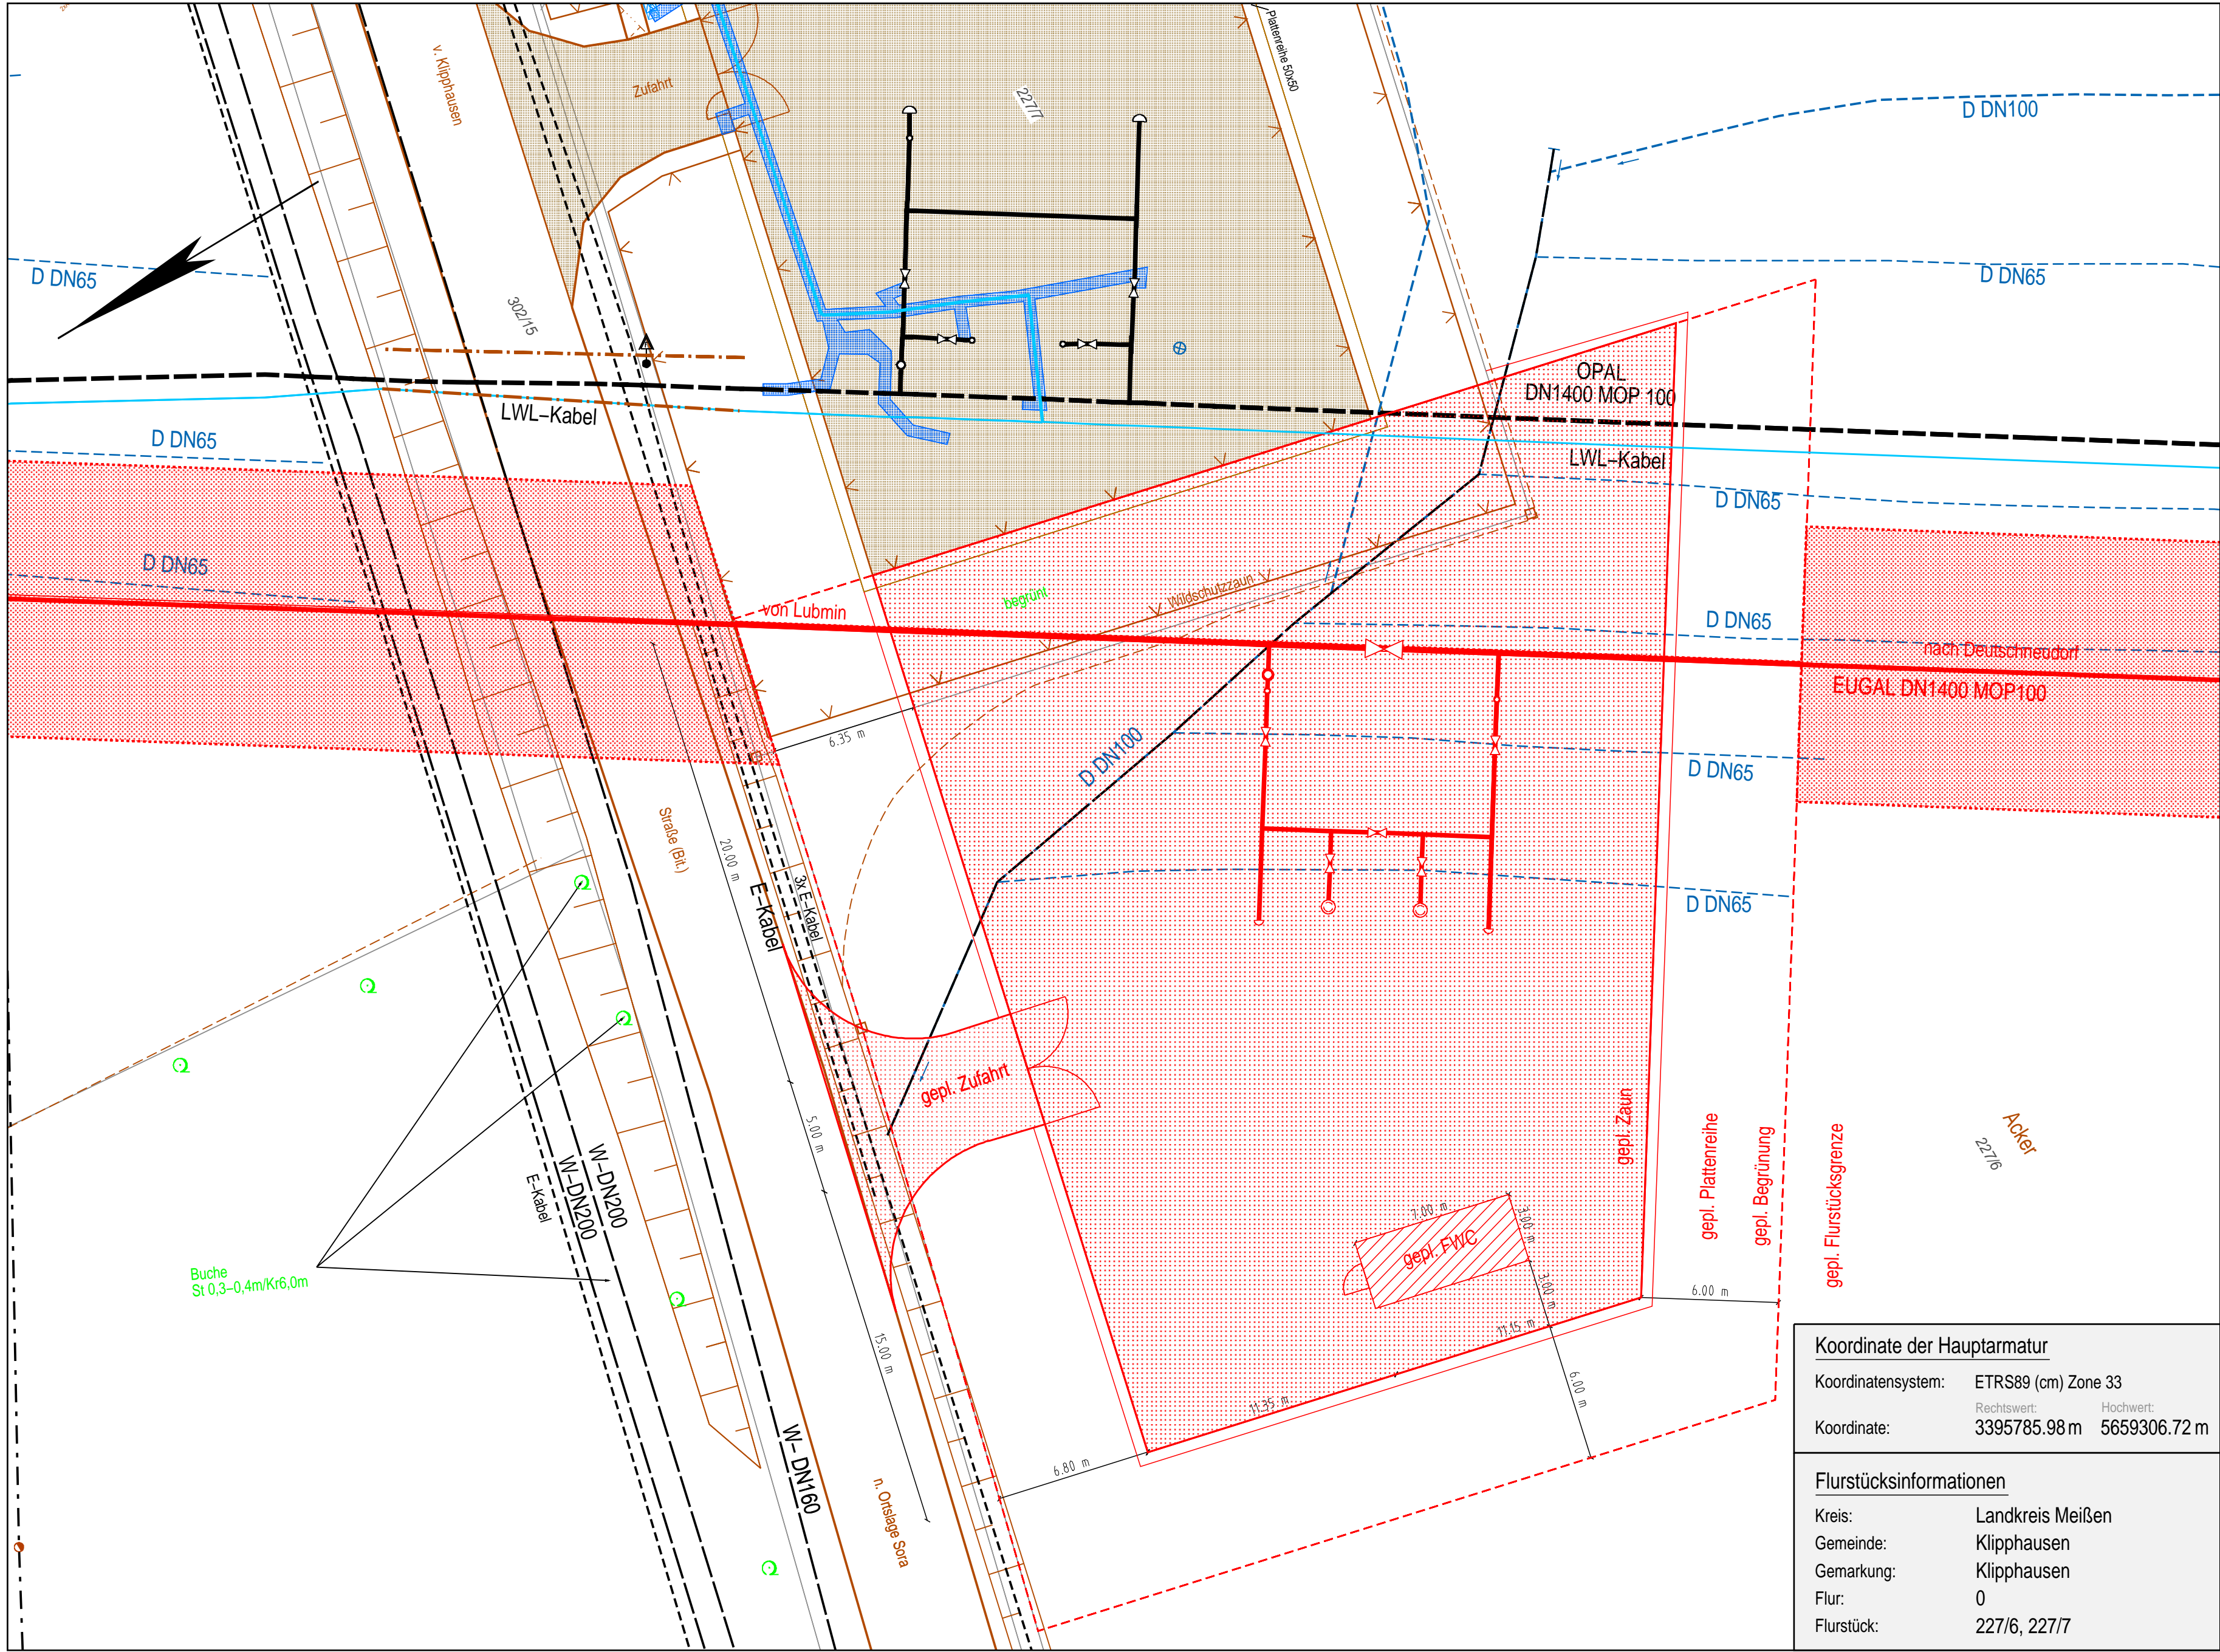 v. Klipphausen
Zufahrt
227/7
Plattenreihe 50x50
D DN100
D DN65
D DN65
302/15
OPAL
DN1400 MOP 100
LWL-Kabel
LWL-Kabel
D DN65
D DN65
D DN65
von Lubmin
begrünt
Wildschutzzaun
D DN65
nach Deutschneudorf
EUGAL DN1400 MOP100
6.35 m
D DN100
D DN65
Straße (Bit.)
20.00 m
E-Kabel
3x E-Kabel
D DN65
gepl. Zufahrt
5.00 m
gepl. Zaun
gepl. Plattenreihe
gepl. Begrünung
gepl. Flurstücksgrenze
Acker
227/6
W-DN200
W-DN200
E-Kabel
Buche
St 0,3-0,4m/Kr6,0m
7.00 m
3.00 m
gepl. FWC
3.00 m
6.00 m
11.15 m
15.00 m
11.35 m
6.00 m
6.80 m
W- DN160
n. Ortslage Sora
Koordinate der Hauptarmatur
Koordinatensystem: ETRS89 (cm) Zone 33
Rechtswert: Hochwert:
Koordinate: 3395785.98 m 5659306.72 m
Flurstücksinformationen
Kreis: Landkreis Meißen
Gemeinde: Klipphausen
Gemarkung: Klipphausen
Flur: 0
Flurstück: 227/6, 227/7